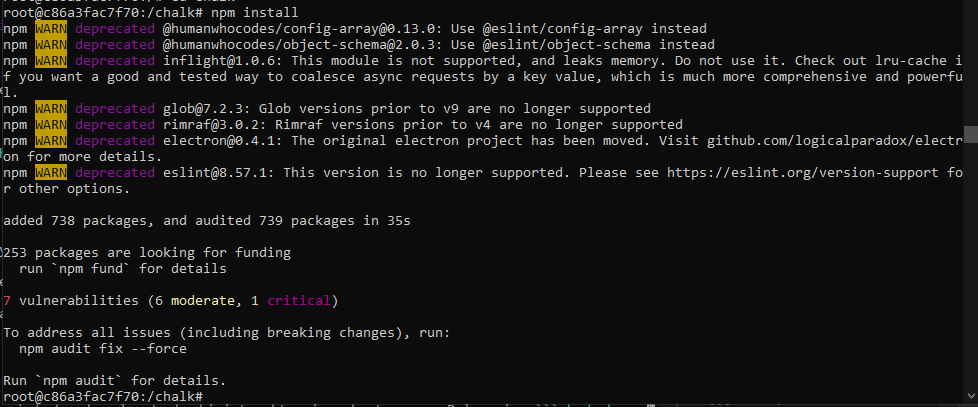 root@c86a3fac7f70:/chalk# npm install
npm WARN deprecated @humanwhocodes/config-array@0.13.0: Use @eslint/config-array instead
npm WARN deprecated @humanwhocodes/object-schema@2.0.3: Use @eslint/object-schema instead
npm WARN deprecated inflight@1.0.6: This module is not supported, and leaks memory. Do not use it. Check out lru-cache i
f you want a good and tested way to coalesce async requests by a key value, which is much more comprehensive and powerfu
l.
npm WARN deprecated glob@7.2.3: Glob versions prior to v9 are no longer supported
npm WARN deprecated rimraf@3.0.2: Rimraf versions prior to v4 are no longer supported
npm WARN deprecated electron@0.4.1: The original electron project has been moved. Visit github.com/logicalparadox/electr
on for more details.
npm WARN deprecated eslint@8.57.1: This version is no longer supported. Please see https://eslint.org/version-support fo
r other options.
added 738 packages, and audited 739 packages in 35s
253 packages are looking for funding
run `npm fund` for details
7 vulnerabilities (6 moderate, 1 critical)
To address all issues (including breaking changes), run:
npm audit fix --force
Run `npm audit` for details.
root@c86a3fac7f70:/chalk#